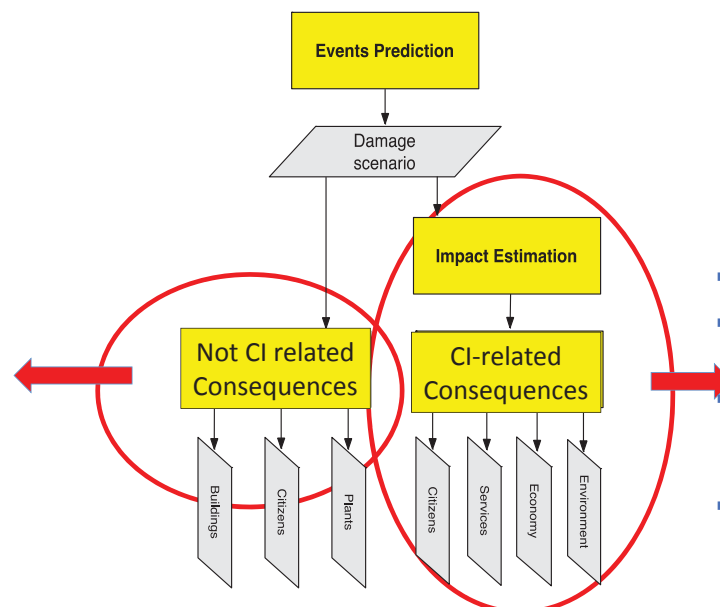 Events Prediction
Damage
scenario
Impact Estimation
Not CI related
Consequences
CI-related
Consequences
Buildings
Citizens
Plants
Citizens
Services
Economy
Environment